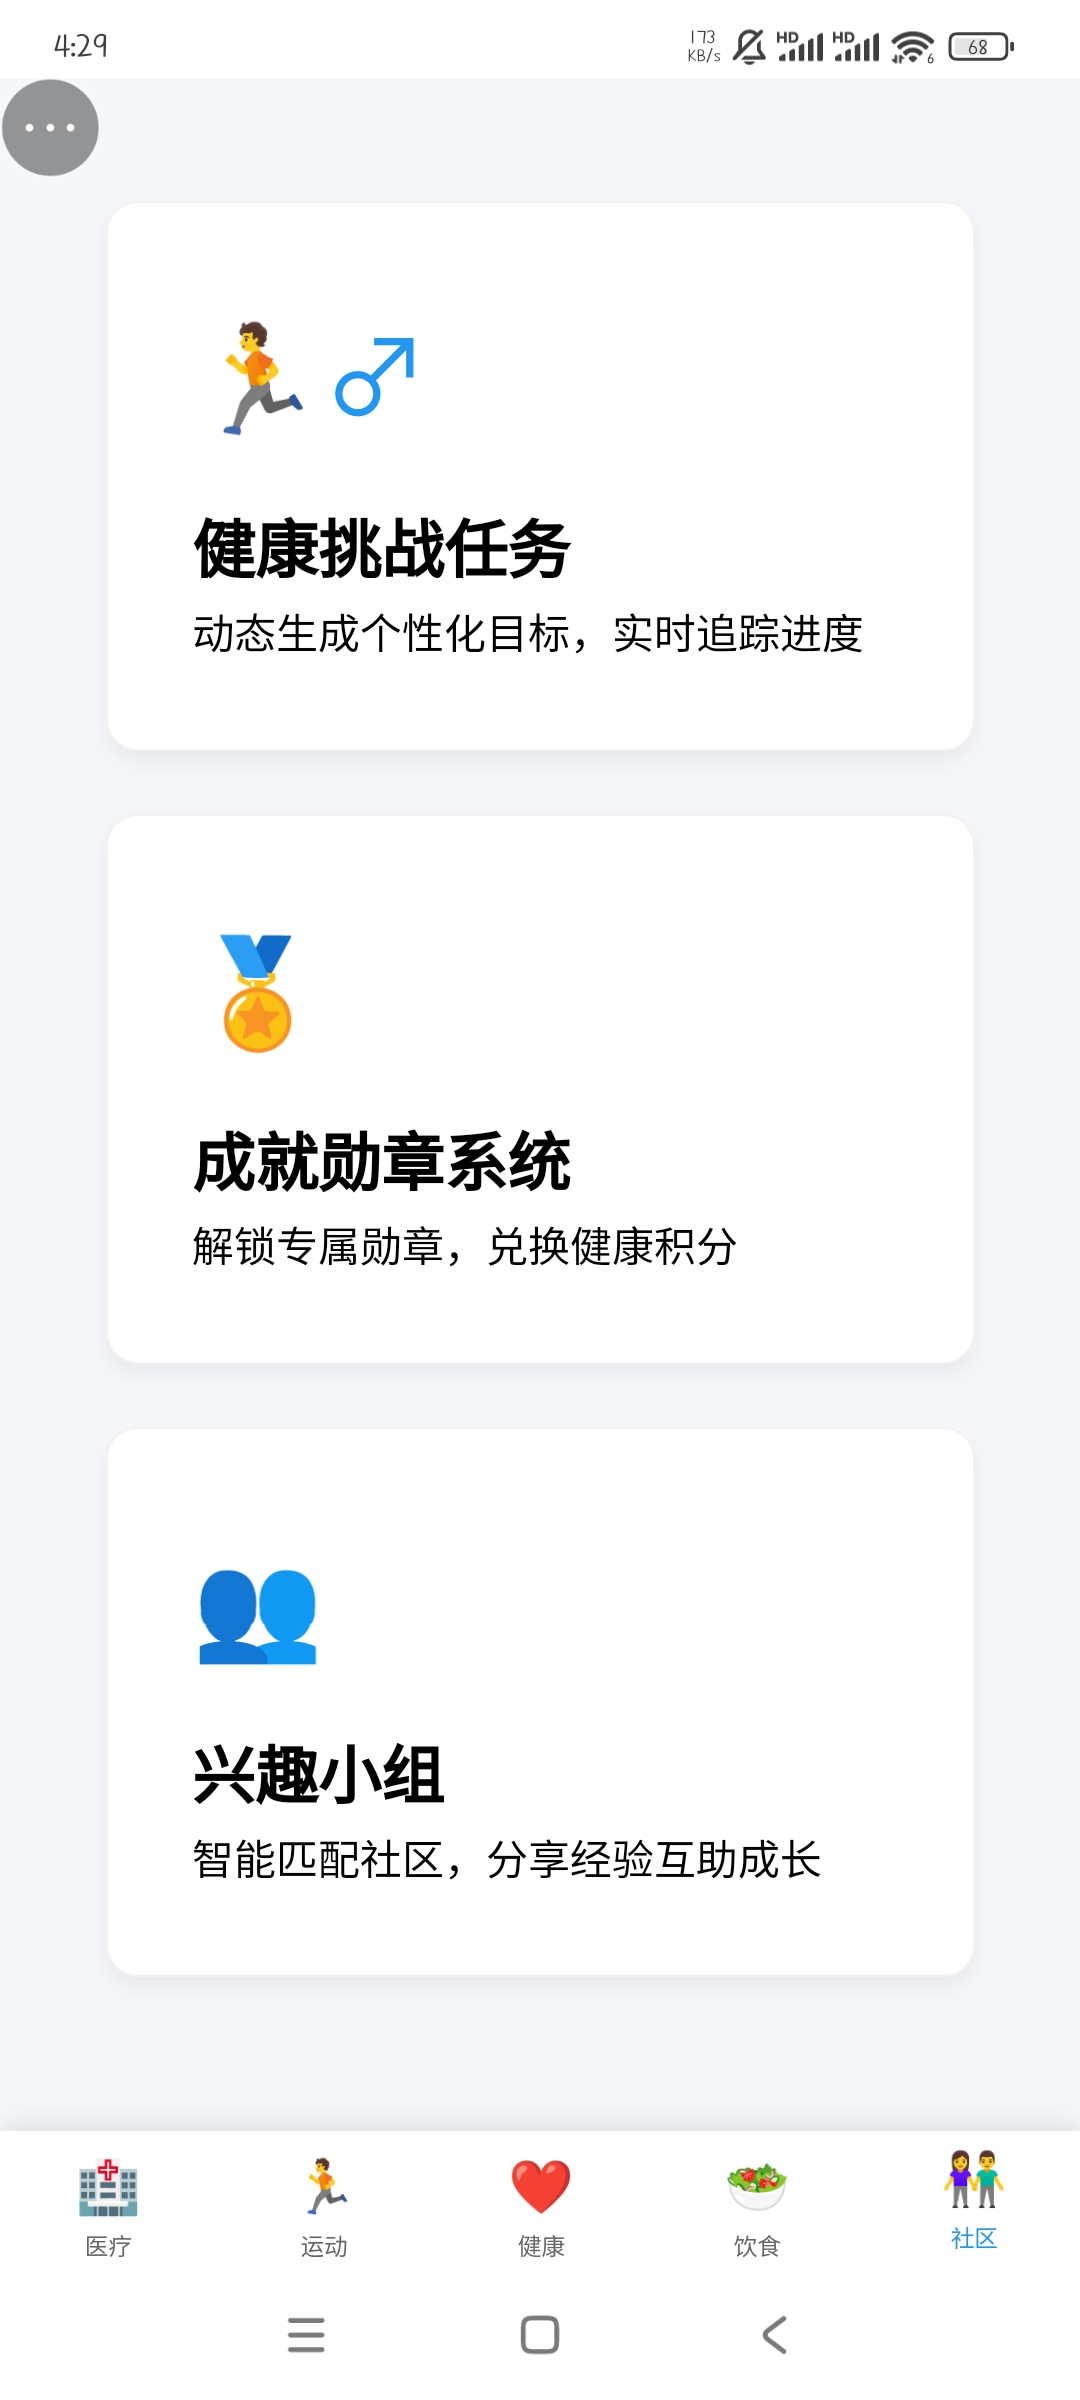 4:29
173
KB/s
HD
HD
6
68
健康挑战任务
动态生成个性化目标，实时追踪进度
成就勋章系统
解锁专属勋章，兑换健康积分
兴趣小组
智能匹配社区，分享经验互助成长
医疗
运动
健康
饮食
社区